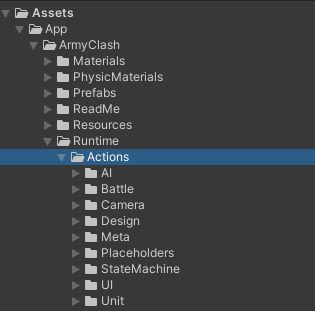 Assets
App
ArmyClash
Materials
PhysicMaterials
Prefabs
ReadMe
Resources
Runtime
Actions
AI
Battle
Camera
Design
Meta
Placeholders
StateMachine
UI
Unit